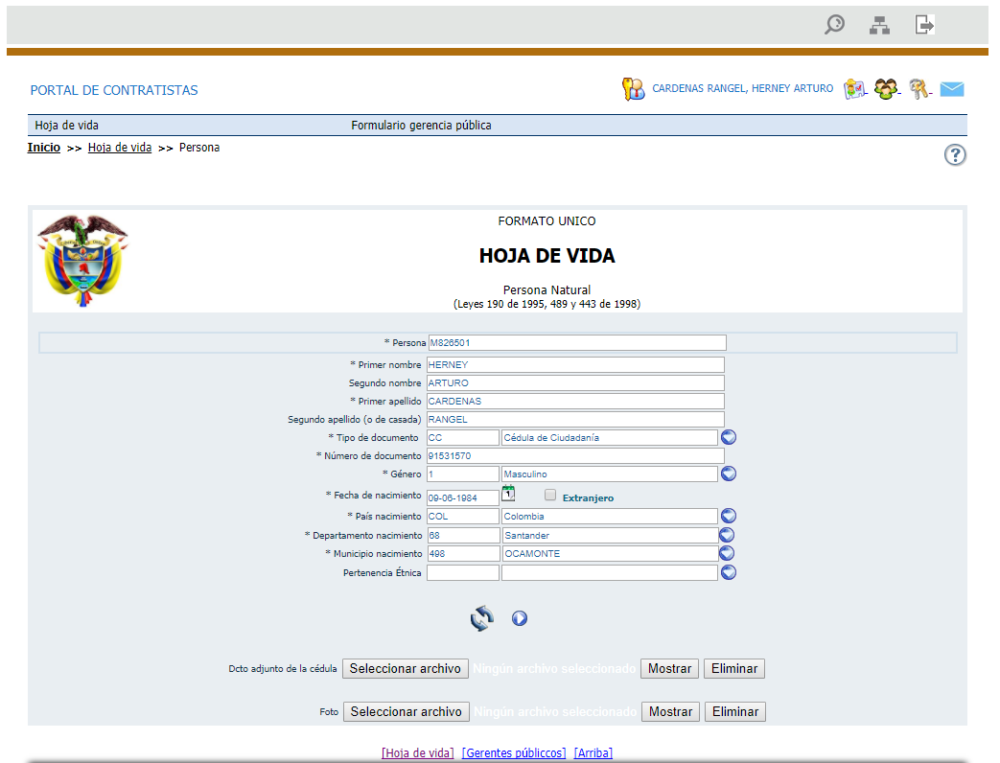 PORTAL DE CONTRATISTAS
CARDENAS RANGEL, HERNEY ARTURO
Hoja de vida Formulario gerencia pública
Inicio >> Hoja de vida >> Persona
FORMATO UNICO
HOJA DE VIDA
Persona Natural
(Leyes 190 de 1995, 489 y 443 de 1998)
* Persona M826501
* Primer nombre HERNEY
Segundo nombre ARTURO
* Primer apellido CARDENAS
Segundo apellido (o de casada) RANGEL
* Tipo de documento CC Cédula de Ciudadanía
* Número de documento 91531570
* Género 1 Masculino
* Fecha de nacimiento 09-06-1984 1 Extranjero
* País nacimiento COL Colombia
* Departamento nacimiento 68 Santander
* Municipio nacimiento 498 OCAMONTE
Pertenencia Étnica
Dcto adjunto de la cédula Seleccionar archivo Ningún archivo seleccionado Mostrar Eliminar
Foto Seleccionar archivo Ningún archivo seleccionado Mostrar Eliminar
[Hoja de vida] [Gerentes públiccos] [Arriba]